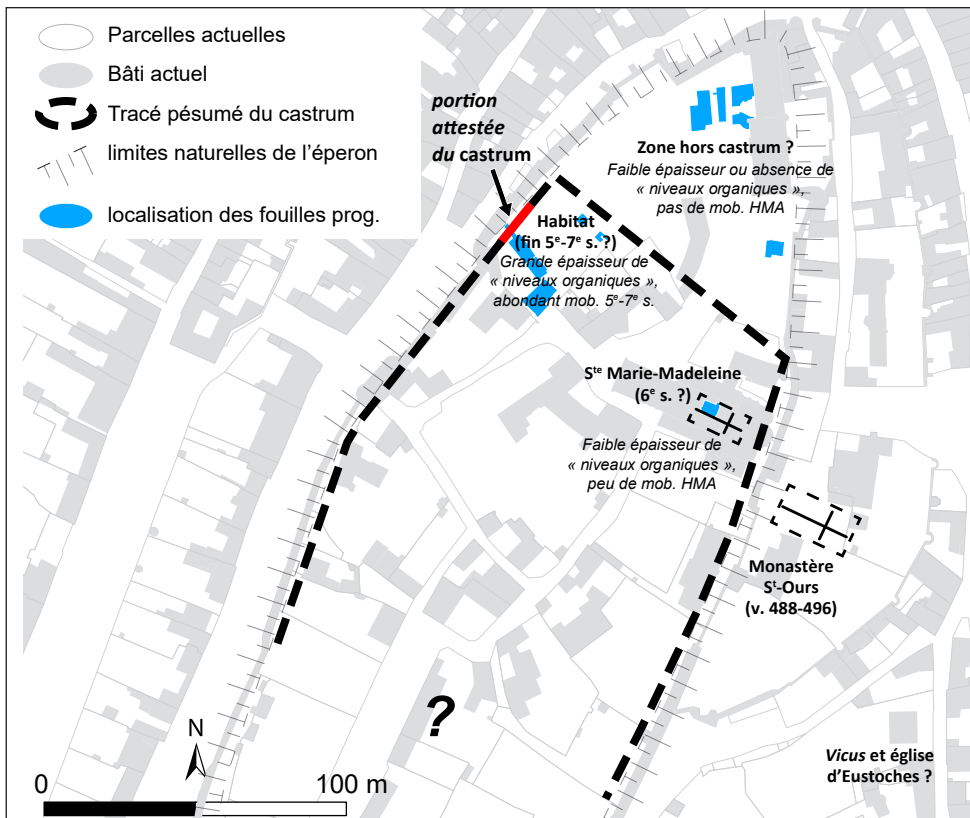 Parcelles actuelles
Bâti actuel
Tracé pésumé du castrum
limites naturelles de l'éperon
localisation des fouilles prog.
portion
attestée
du castrum
Zone hors castrum ?
Faible épaisseur ou absence de
« niveaux organiques »,
pas de mob. HMA
Habitat
(fin 5e-7e s. ?)
Grande épaisseur de
« niveaux organiques »,
abondant mob. 5e-7e s.
Ste Marie-Madeleine
(6e s. ?)
Faible épaisseur de
« niveaux organiques »,
peu de mob. HMA
Monastère
St-Ours
(v. 488-496)
?
Vicus et église
d'Eustoches ?
N
0 100 m